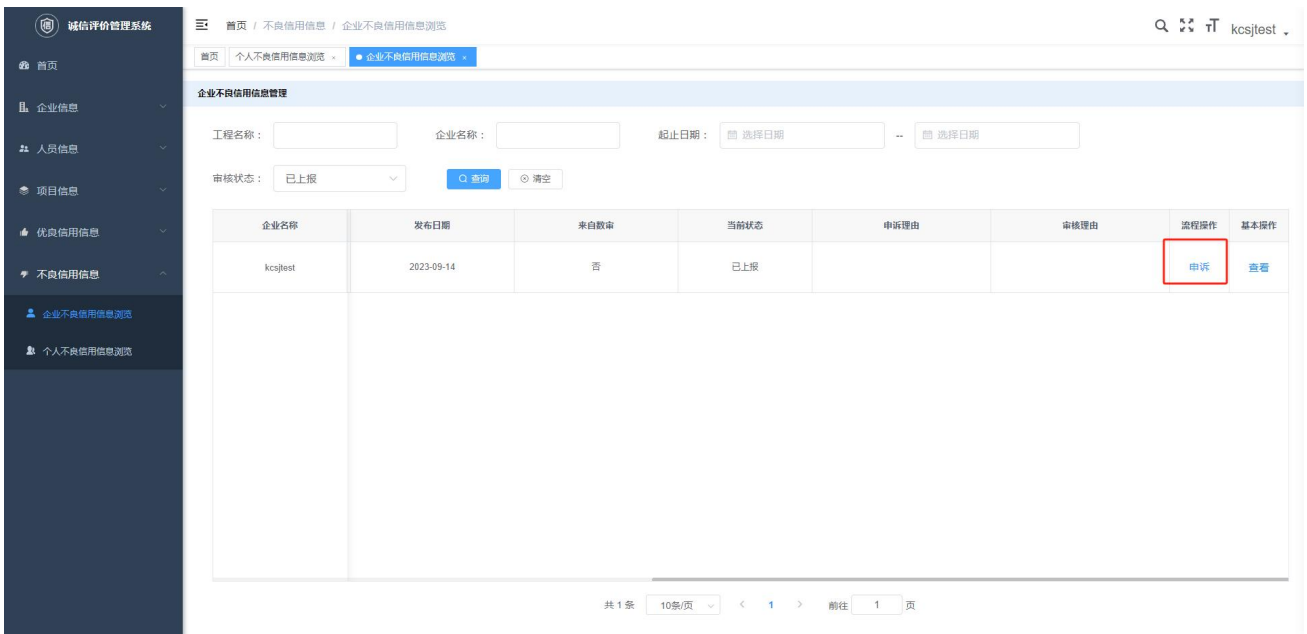 信 诚信评价管理系统
首页 / 不良信用信息 / 企业不良信用信息浏览
kcsjtest
首页 个人不良信用信息浏览 × 企业不良信用信息浏览 ×
首页
企业信息
人员信息
项目信息
优良信用信息
不良信用信息
企业不良信用信息浏览
个人不良信用信息浏览
企业不良信用信息管理
工程名称： 企业名称： 起止日期： 选择日期 -- 选择日期
审核状态： 已上报 查询 清空
企业名称 发布日期 来自数审 当前状态 申诉理由 审核理由 流程操作 基本操作
kcsjtest 2023-09-14 否 已上报 申诉 查看
共 1 条 10条/页 < 1 > 前往 1 页